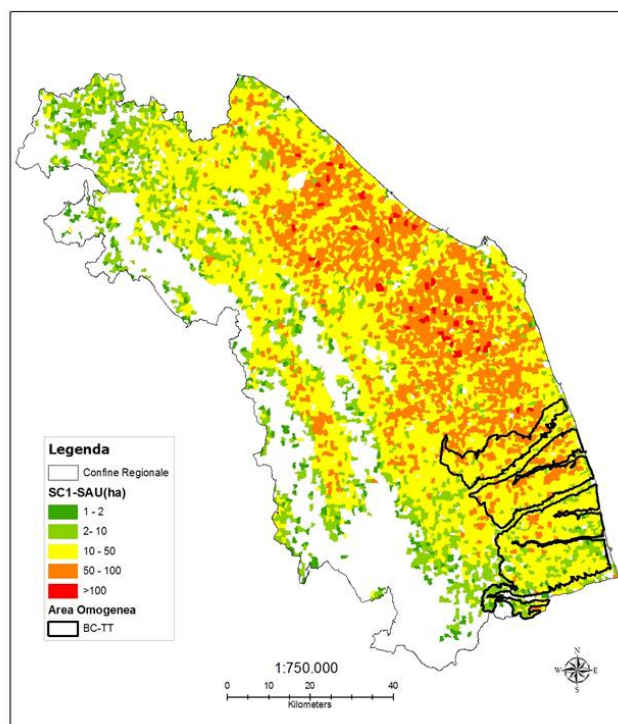 Legenda
Confine Regionale
SC1-SAU(ha)
1 - 2
2- 10
10 - 50
50 - 100
>100
Area Omogenea
BC-TT
1:750.000
0 10 20 40
Kilometers
N
W E
S